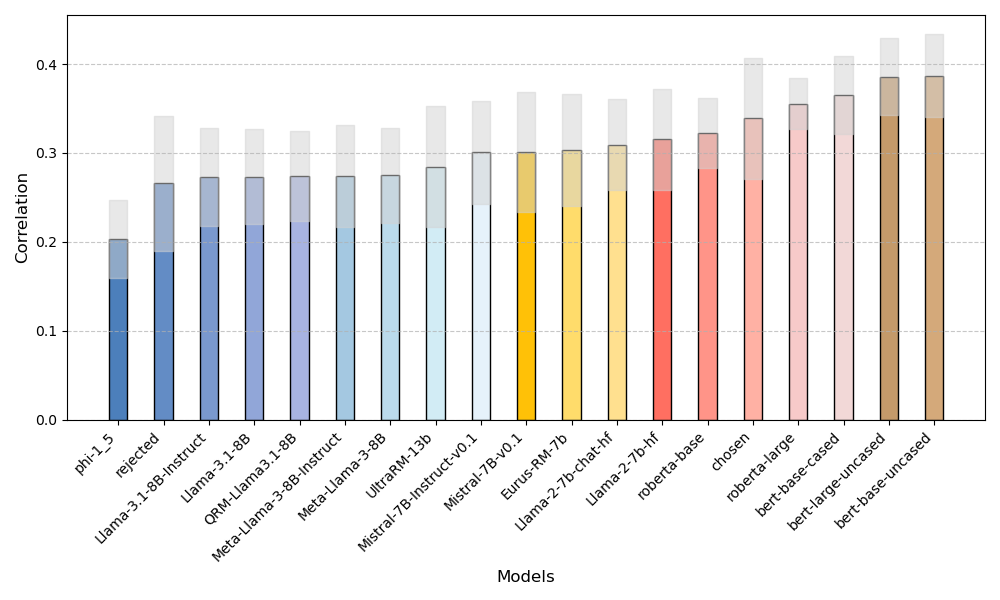 Correlation
0.4
0.3
0.2
0.1
0.0
phi-1_5
rejected
Llama-3.1-8B-Instruct
Llama-3.1-8B
QRM-Llama3.1-8B
Meta-Llama-3-8B-Instruct
Meta-Llama-3-8B
UltraRM-13b
Mistral-7B-Instruct-v0.1
Mistral-7B-v0.1
Eurus-RM-7b
Llama-2-7b-chat-hf
Llama-2-7b-hf
roberta-base
chosen
roberta-large
bert-base-cased
bert-large-uncased
bert-base-uncased
Models